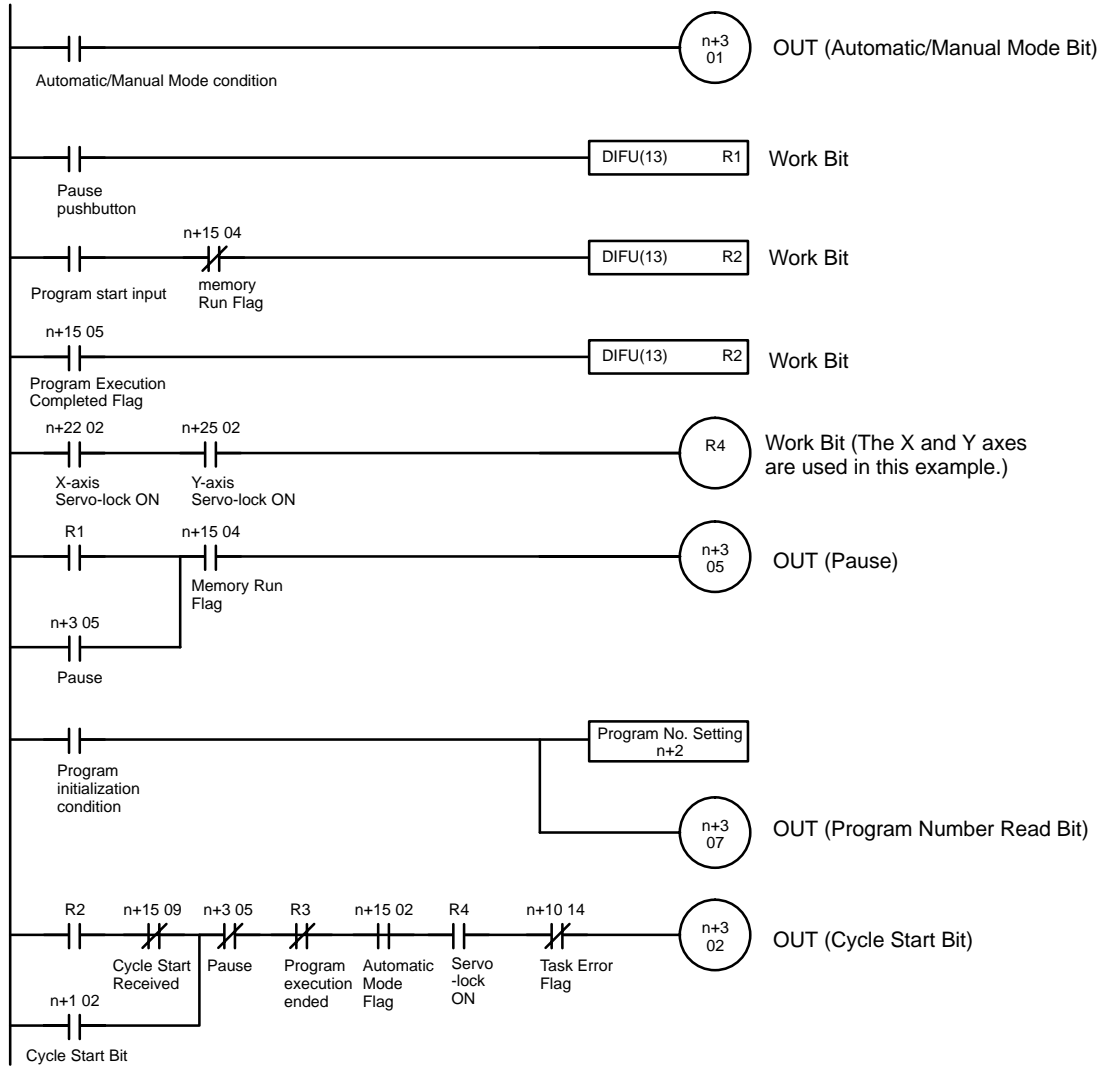 n+3
01
OUT (Automatic/Manual Mode Bit)
Automatic/Manual Mode condition
DIFU(13) R1
Work Bit
Pause
pushbutton
n+15 04
DIFU(13) R2
Work Bit
Program start input
memory
Run Flag
n+15 05
DIFU(13) R2
Work Bit
Program Execution
Completed Flag
n+22 02
n+25 02
R4
Work Bit (The X and Y axes
are used in this example.)
X-axis
Servo-lock ON
Y-axis
Servo-lock ON
R1
n+15 04
n+3
05
OUT (Pause)
Memory Run
Flag
n+3 05
Pause
Program No. Setting
n+2
Program
initialization
condition
n+3
07
OUT (Program Number Read Bit)
R2
n+15 09
n+3 05
R3
n+15 02
R4
n+10 14
n+3
02
OUT (Cycle Start Bit)
Cycle Start
Received
Pause
Program
execution
ended
Automatic
Mode
Flag
Servo
-lock
ON
Task Error
Flag
n+1 02
Cycle Start Bit